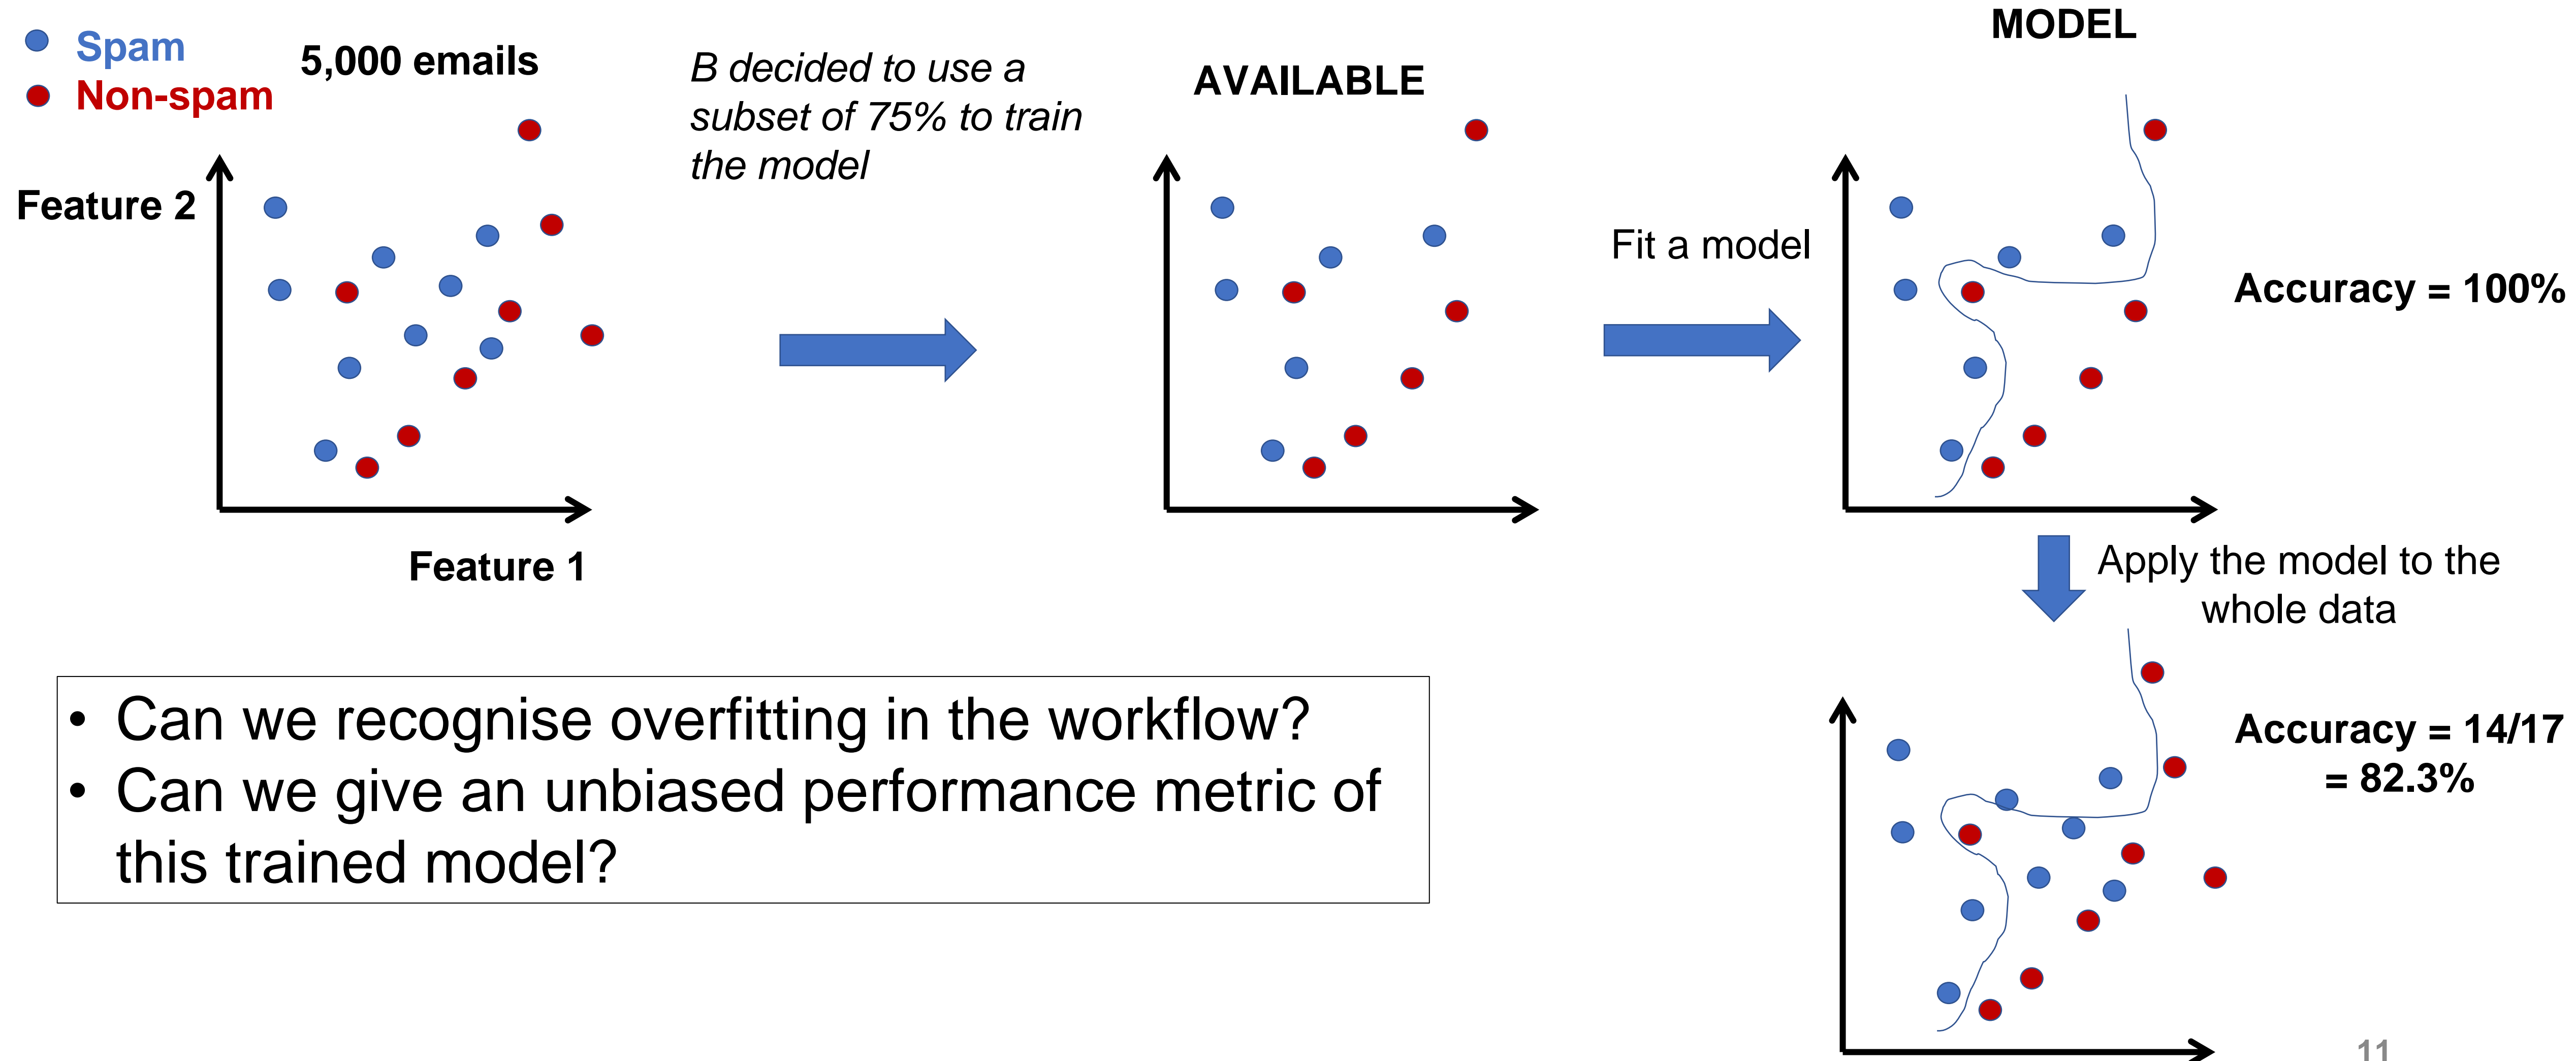 Spam
Non-spam
5,000 emails
Feature 2
Feature 1
B decided to use a
subset of 75% to train
the model
AVAILABLE
Fit a model
MODEL
Accuracy = 100%
Apply the model to the
whole data
Accuracy = 14/17
= 82.3%
• Can we recognise overfitting in the workflow?
• Can we give an unbiased performance metric of
this trained model?
11